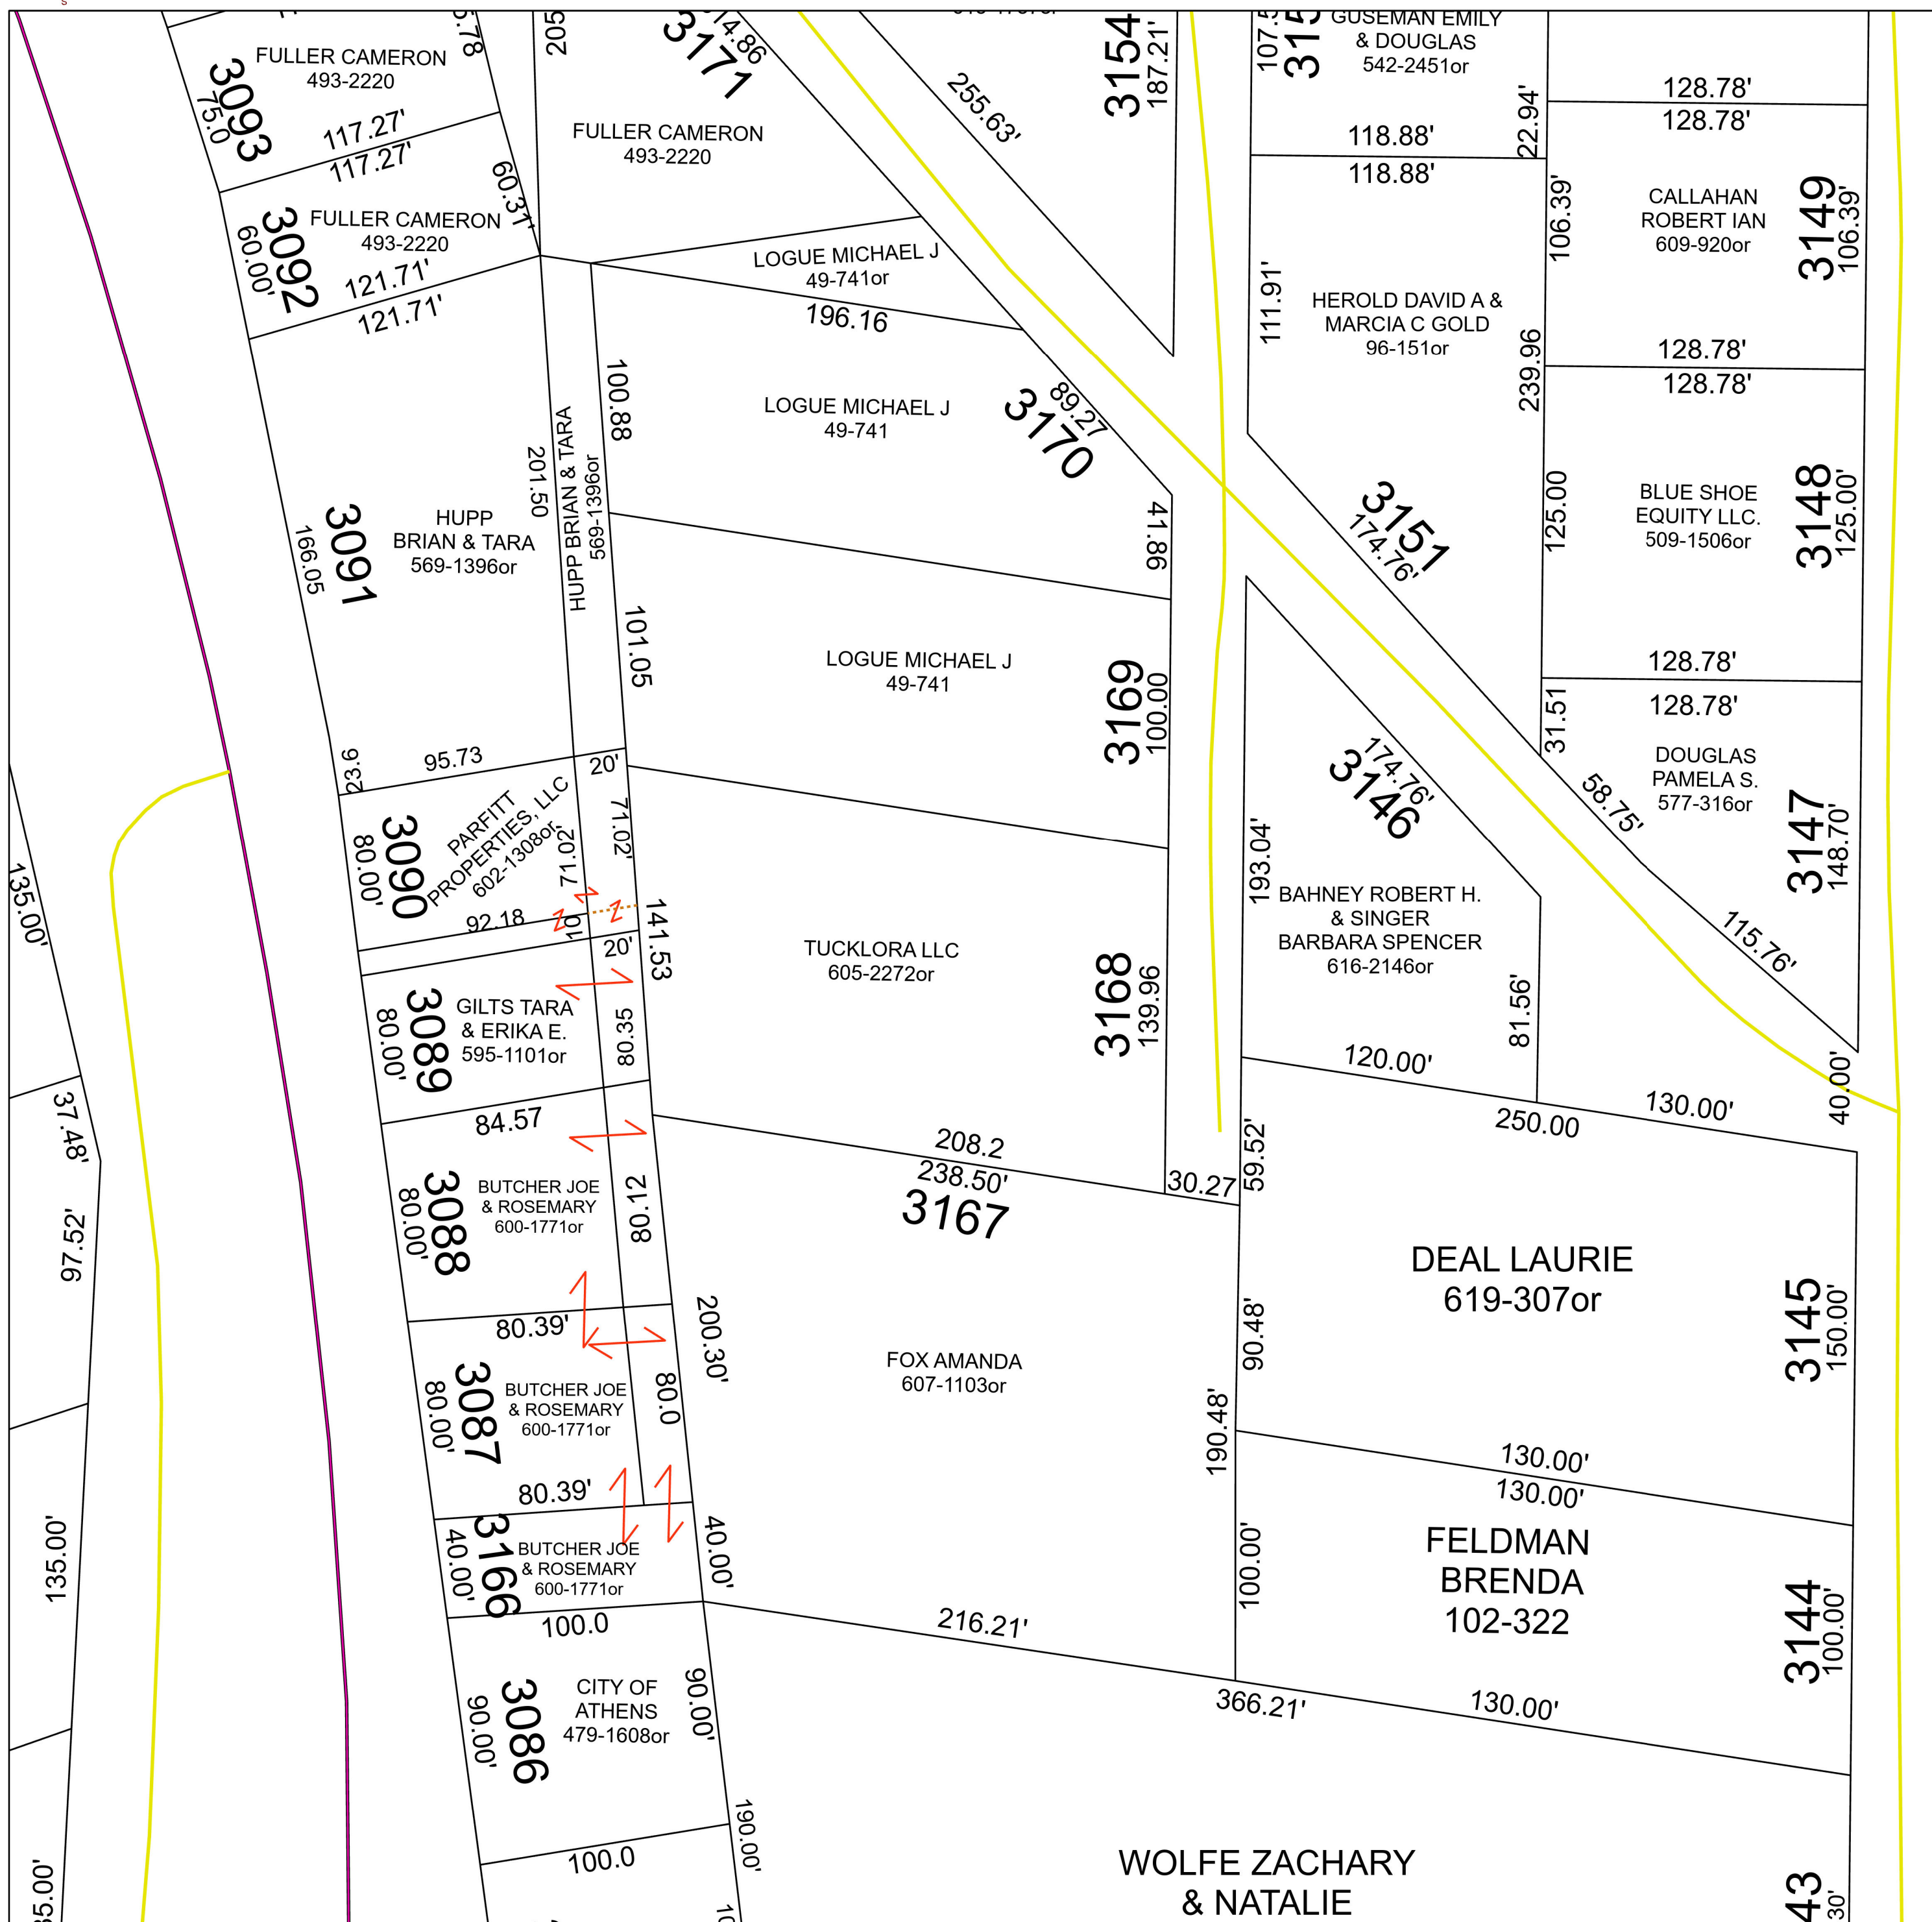 FULLER CAMERON
493-2220
3093
75.0
117.27'
117.27'
60.31'
FULLER CAMERON
493-2220
3092
60.00'
121.71'
121.71'
205
3171
FULLER CAMERON
493-2220
255.63'
3154
187.21'
GUSEMAN EMILY
& DOUGLAS
542-2451or
22.94'
118.88'
118.88'
128.78'
128.78'
CALLAHAN
ROBERT IAN
609-920or
3149
106.39'
106.39'
LOGUE MICHAEL J
49-741or
196.16
111.91'
HEROLD DAVID A &
MARCIA C GOLD
96-151or
239.96
128.78'
128.78'
100.88
LOGUE MICHAEL J
49-741
89.27
3170
41.86
HUPP BRIAN & TARA
569-1396or
201.50
HUPP
BRIAN & TARA
569-1396or
3091
166.05
3151
174.76'
125.00
BLUE SHOE
EQUITY LLC.
509-1506or
3148
125.00'
101.05
LOGUE MICHAEL J
49-741
3169
100.00
128.78'
128.78'
31.51
DOUGLAS
PAMELA S.
577-316or
3147
148.70'
58.75'
115.76'
23.6
95.73
20'
PARFITT
PROPERTIES, LLC
602-1308or
3090
80.00'
71.02'
71.02'
92.18
10'
20'
141.53
174.76'
3146
193.04'
BAHNEY ROBERT H.
& SINGER
BARBARA SPENCER
616-2146or
81.56'
TUCKLORA LLC
605-2272or
3168
139.96
GILTS TARA
& ERIKA E.
595-1101or
3089
80.00'
80.35
84.57
120.00'
250.00
130.00'
40.00'
135.00'
37.48'
97.52'
208.2
238.50'
3167
30.27
59.52'
BUTCHER JOE
& ROSEMARY
600-1771or
3088
80.00'
80.12
80.39'
200.30'
DEAL LAURIE
619-307or
3145
150.00'
90.48'
190.48'
FOX AMANDA
607-1103or
BUTCHER JOE
& ROSEMARY
600-1771or
3087
80.00'
80.0
80.39'
130.00'
130.00'
135.00'
BUTCHER JOE
& ROSEMARY
600-1771or
3166
40.00'
40.00'
100.0
FELDMAN
BRENDA
102-322
3144
100.00'
100.00'
216.21'
366.21'
130.00'
CITY OF
ATHENS
479-1608or
3086
90.00'
90.00'
100.0
190.00'
WOLFE ZACHARY
& NATALIE
43